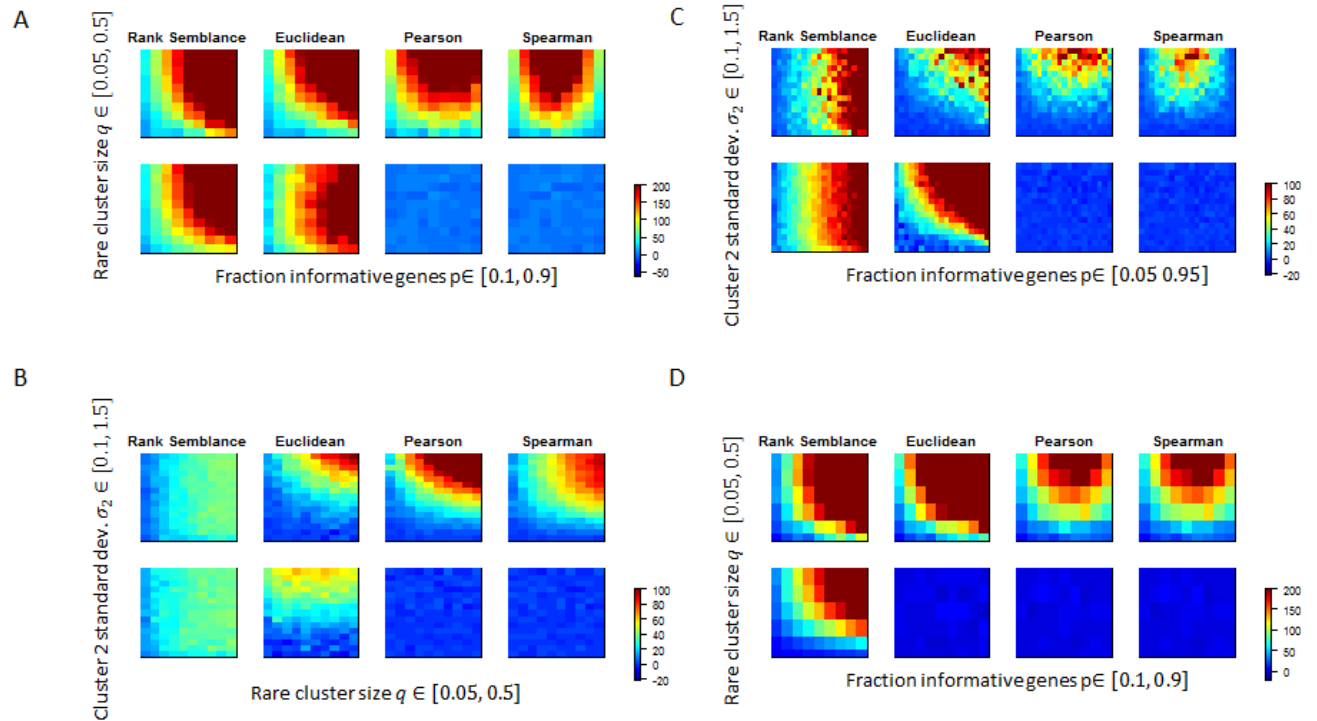 A
Rank Semblance Euclidean Pearson Spearman
Rare cluster size q ∈ [0.05, 0.5]
200
150
100
50
0
-50
Fraction informative genes p∈ [0.1, 0.9]
C
Rank Semblance Euclidean Pearson Spearman
Cluster 2 standard dev. σ₂ ∈ [0.1, 1.5]
100
80
60
40
20
0
-20
Fraction informative genes p∈ [0.05 0.95]
B
Rank Semblance Euclidean Pearson Spearman
Cluster 2 standard dev. σ₂ ∈ [0.1, 1.5]
100
80
60
40
20
0
-20
Rare cluster size q ∈ [0.05, 0.5]
D
Rank Semblance Euclidean Pearson Spearman
Rare cluster size q ∈ [0.05, 0.5]
200
150
100
50
0
Fraction informative genes p∈ [0.1, 0.9]